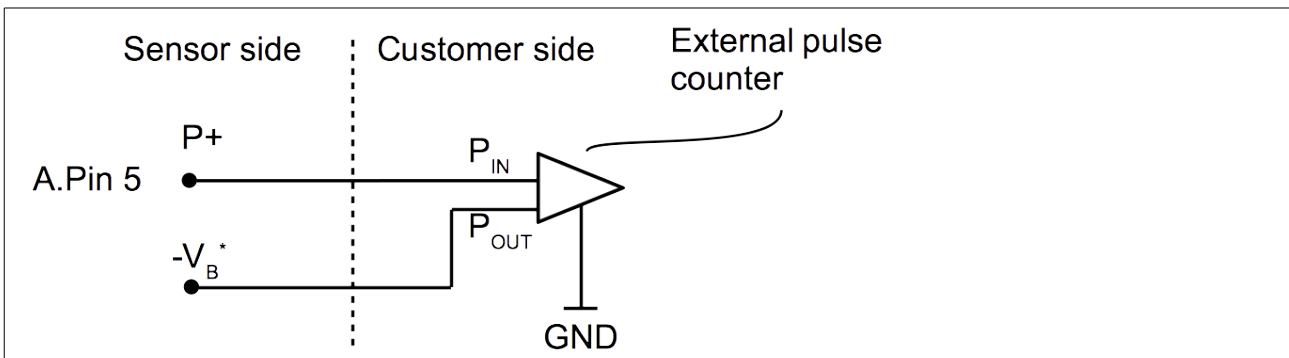 Sensor side
Customer side
External pulse
counter
P+
A.Pin 5
PIN
POUT
-VB*
GND